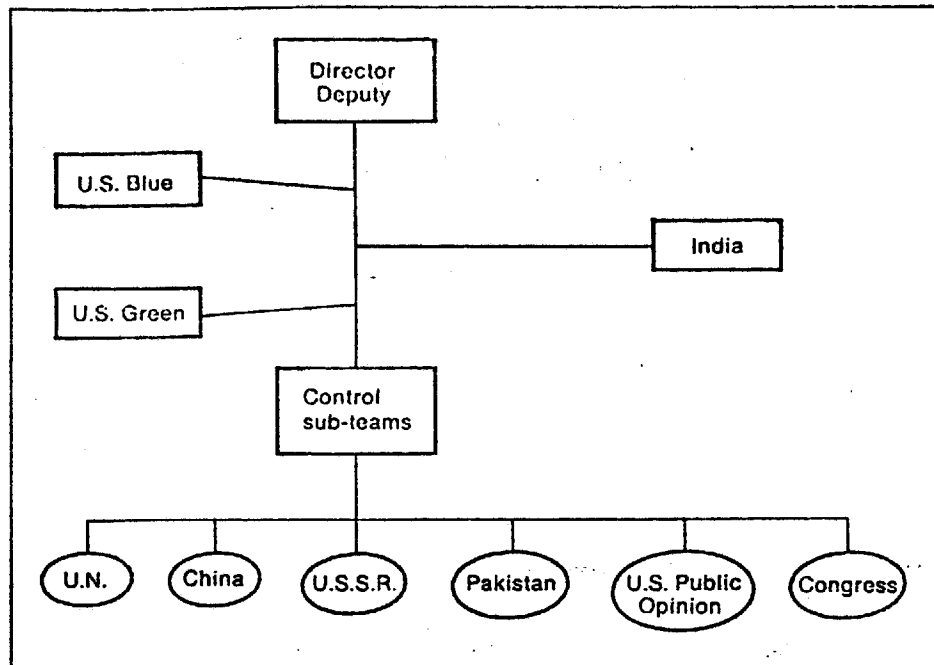 Director
Deputy
U.S. Blue
India
U.S. Green
Control
sub-teams
U.N.
China
U.S.S.R.
Pakistan
U.S. Public
Opinion
Congress